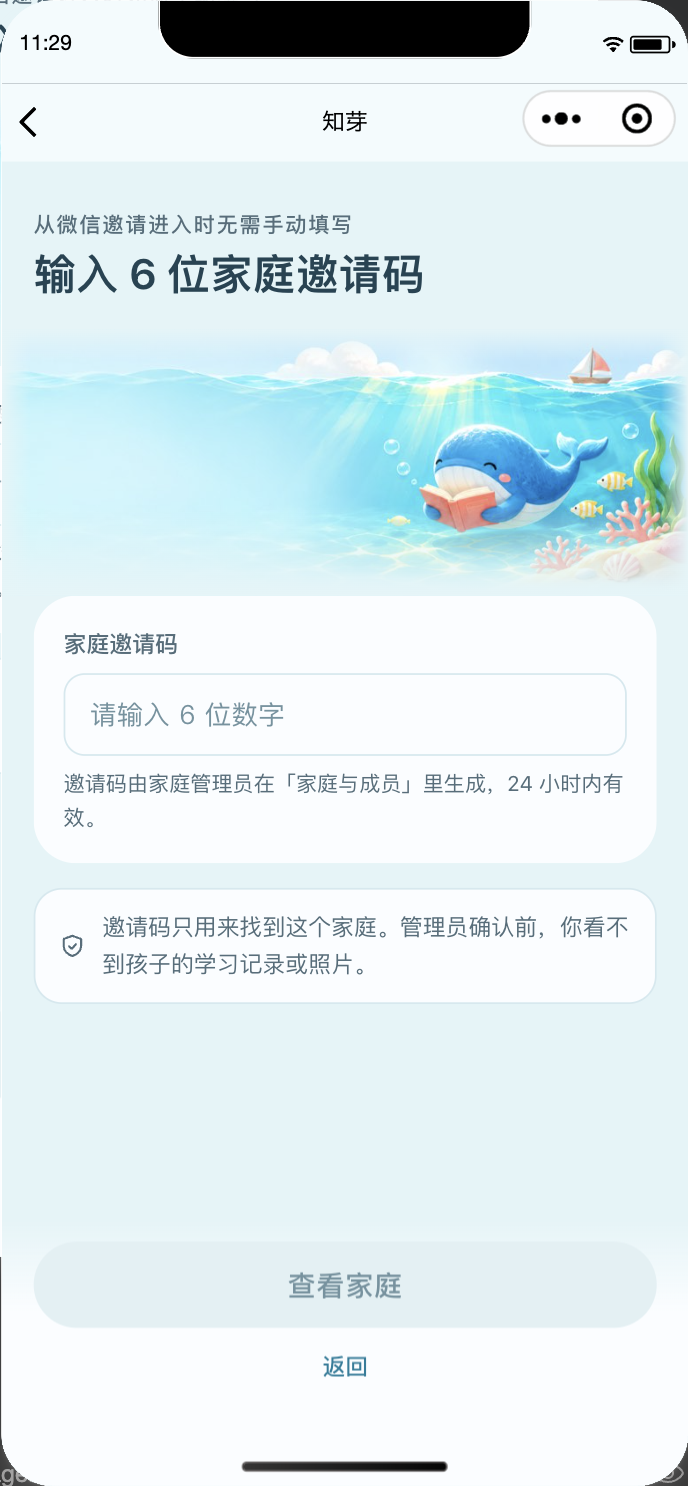 11:29
知芽
从微信邀请进入时无需手动填写
输入 6 位家庭邀请码
家庭邀请码
请输入 6 位数字
邀请码由家庭管理员在「家庭与成员」里生成，24 小时内有
效。
邀请码只用来找到这个家庭。管理员确认前，你看不
到孩子的学习记录或照片。
查看家庭
返回